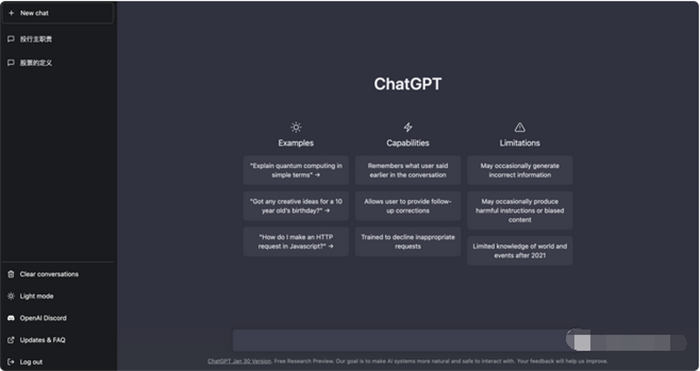 + New chat
投行主职责
股票的定义
Clear conversations
Light mode
OpenAI Discord
Updates & FAQ
Log out
ChatGPT
Examples
"Explain quantum computing in
simple terms" →
"Got any creative ideas for a 10
year old's birthday?" →
"How do I make an HTTP
request in Javascript?" →
Capabilities
Remembers what user said
earlier in the conversation
Allows user to provide follow-
up corrections
Trained to decline inappropriate
requests
Limitations
May occasionally generate
incorrect information
May occasionally produce
harmful instructions or biased
content
Limited knowledge of world and
events after 2021
ChatGPT Jan 30 Version. Free Research Preview. Our goal is to make AI systems more natural and safe to interact with. Your feedback will help us improve.